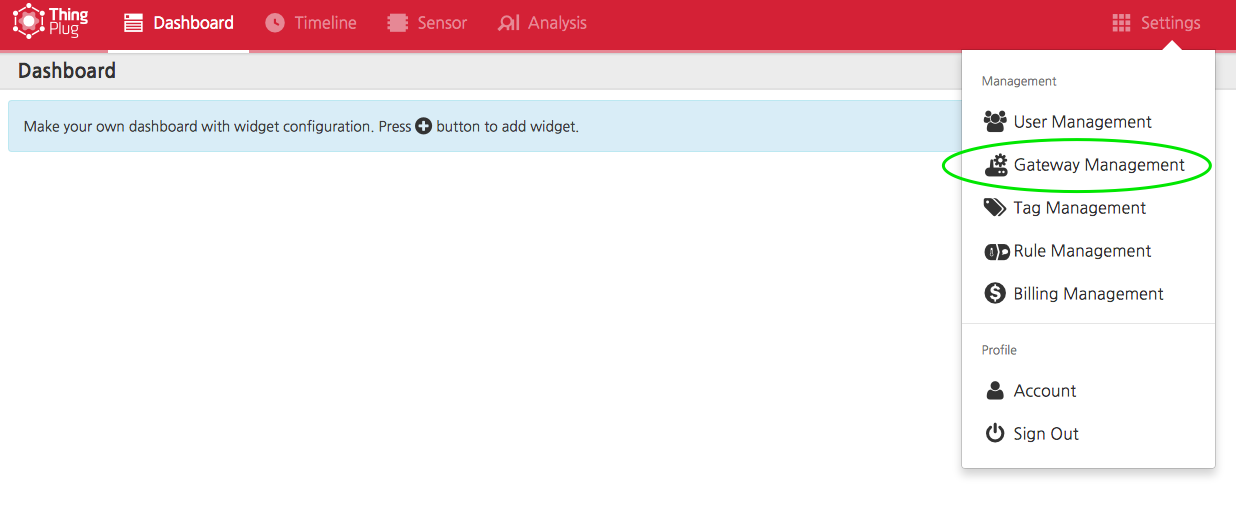 Thing
Plug
Dashboard
Timeline
Sensor
Analysis
Settings
Dashboard
Make your own dashboard with widget configuration. Press button to add widget.
Management
User Management
Gateway Management
Tag Management
Rule Management
Billing Management
Profile
Account
Sign Out